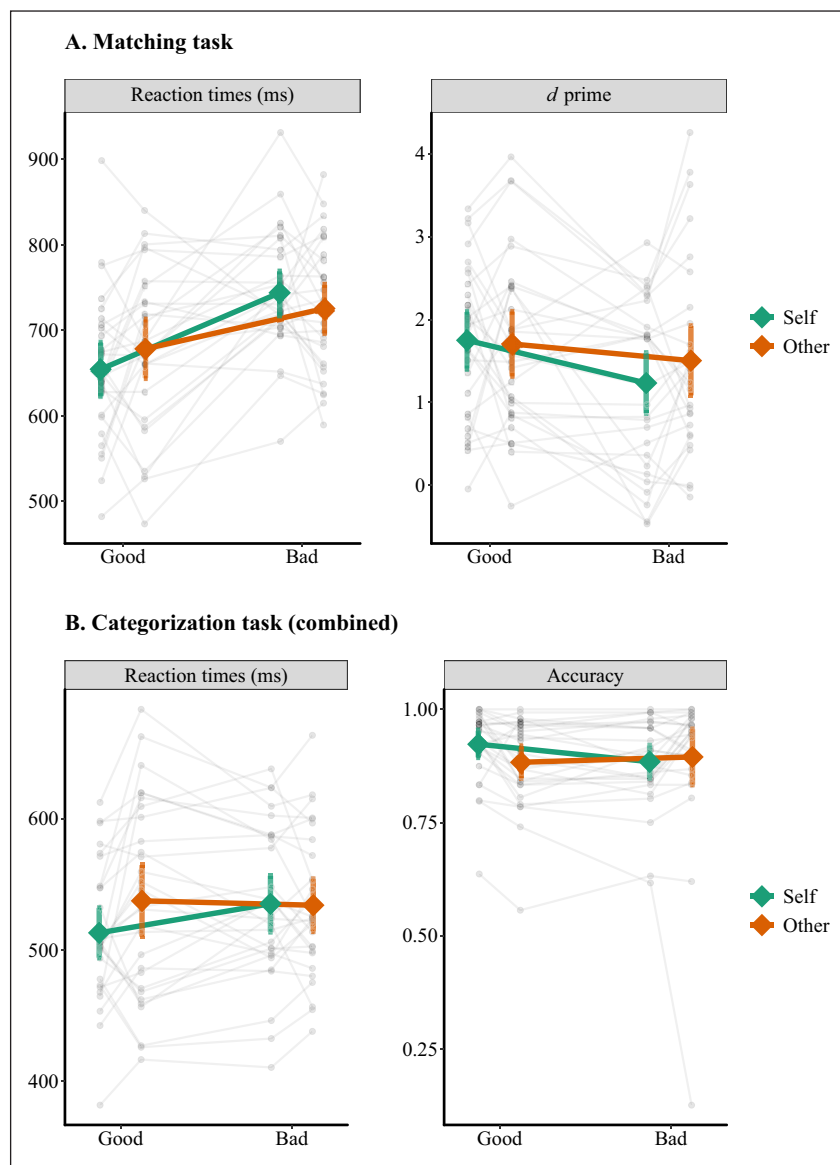 A. Matching task
Reaction times (ms)
d prime
900
800
700
600
500
4
3
2
1
0
Good
Bad
Good
Bad
Self
Other
B. Categorization task (combined)
Reaction times (ms)
Accuracy
600
500
400
1.00
0.75
0.50
0.25
Good
Bad
Good
Bad
Self
Other